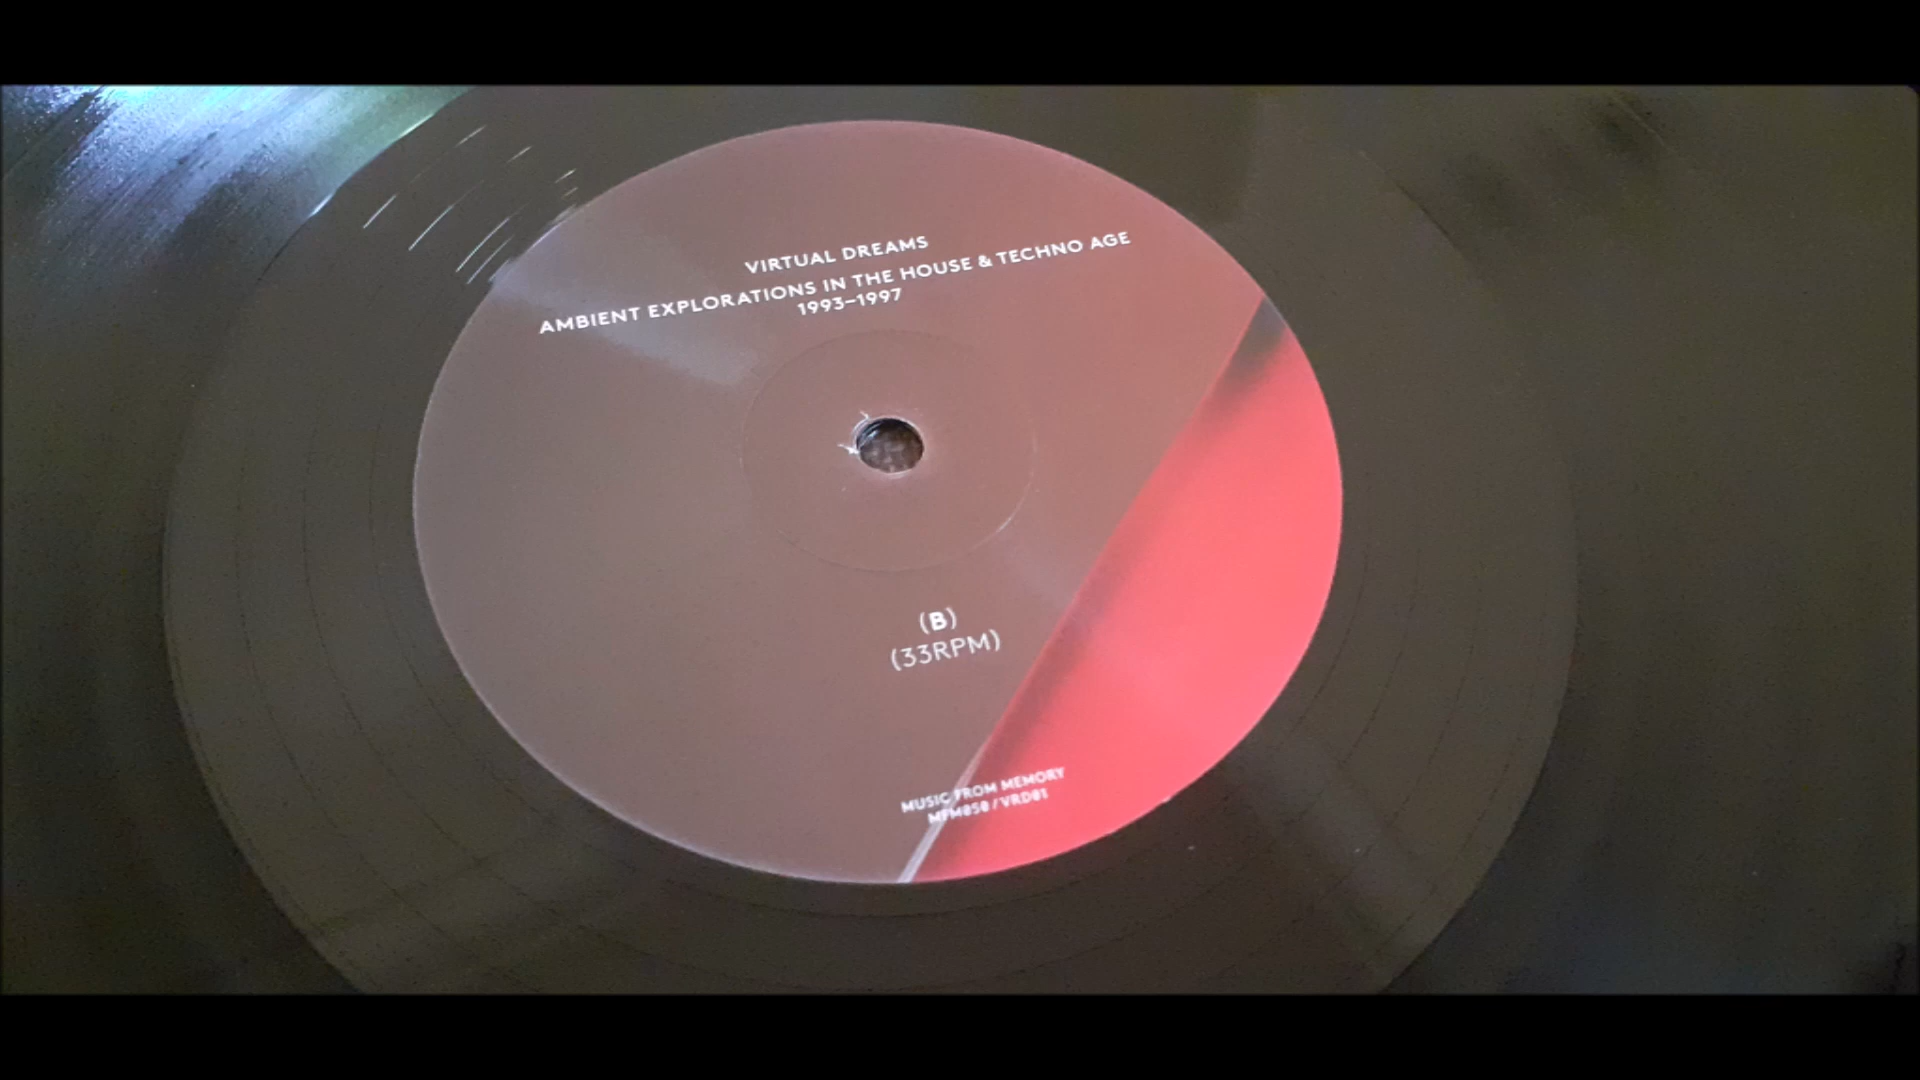 VIRTUAL DREAMS
AMBIENT EXPLORATIONS IN THE HOUSE & TECHNO AGE
1993–1997
(B)
(33RPM)
MUSIC FROM MEMORY
MFM050 / VRD01